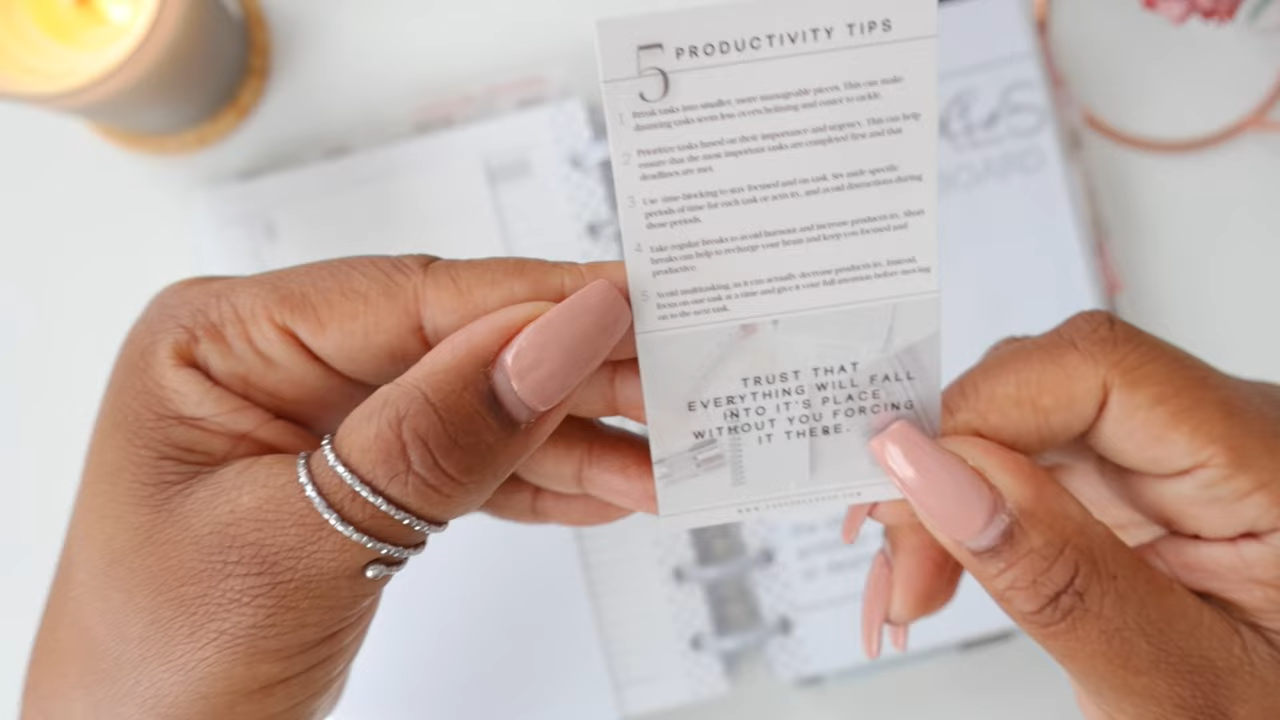 5 PRODUCTIVITY TIPS
1 Break tasks into smaller, more manageable pieces. This can make
daunting tasks seem less overwhelming and easier to tackle.
2 Prioritize tasks based on their importance and urgency. This can help
ensure that the most important tasks are completed first and that
deadlines are met.
3 Use time-blocking to stay focused and on task. Set aside specific
periods of time for each task or activity, and avoid distractions during
those periods.
4 Take regular breaks to avoid burnout and increase productivity. Short
breaks can help to recharge your brain and keep you focused and
productive.
5 Avoid multitasking, as it can actually decrease productivity. Instead,
focus on one task at a time and give it your full attention before moving
on to the next task.
TRUST THAT
EVERYTHING WILL FALL
INTO IT'S PLACE
WITHOUT YOU FORCING
IT THERE.
BOARD